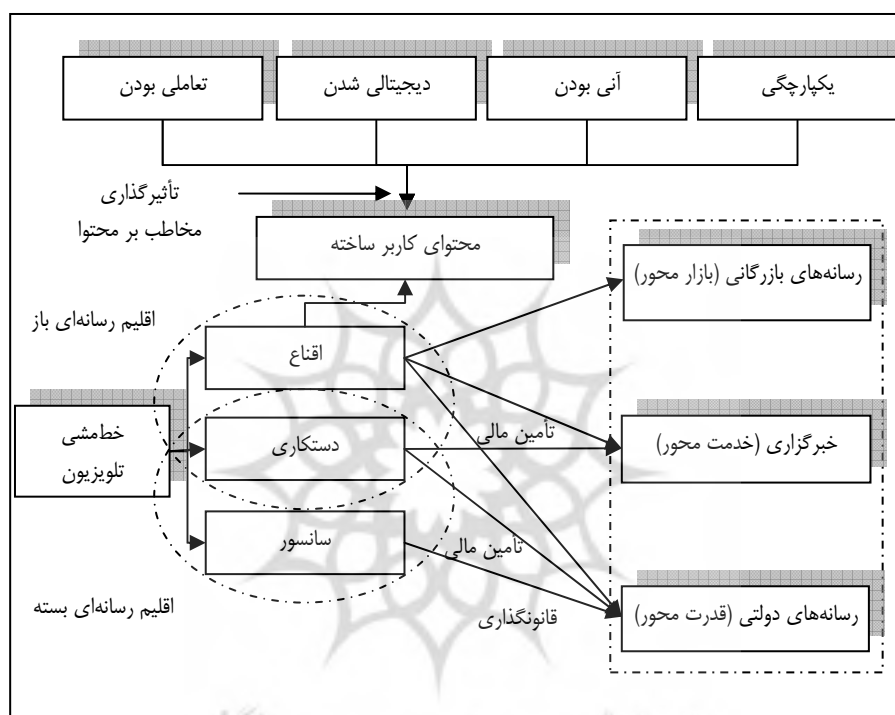 یکپارچگی
آنی بودن
دیجیتالی شدن
تعاملی بودن
تأثیرگذاری
مخاطب بر محتوا
محتوای کاربر ساخته
رسانه‌های بازرگانی (بازار محور)
اقلیم رسانه‌ای باز
اقناع
خبرگزاری (خدمت محور)
تأمین مالی
دستکاری
خط‌مشی
تلویزیون
سانسور
تأمین مالی
رسانه‌های دولتی (قدرت محور)
قانونگذاری
اقلیم رسانه‌ای بسته